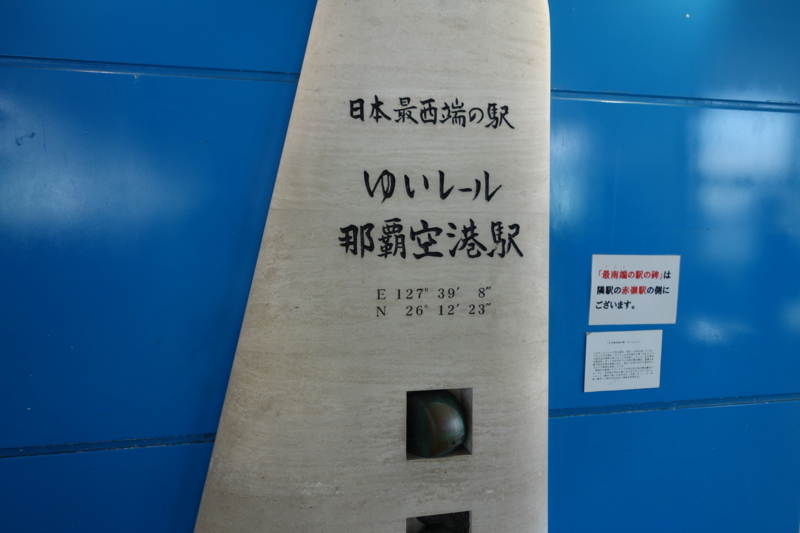 日本最西端の駅
ゆいレール
那覇空港駅
E 127° 39′ 8″
N 26° 12′ 23″
「最南端の駅の碑」は
隣駅の赤嶺駅の側に
ございます。